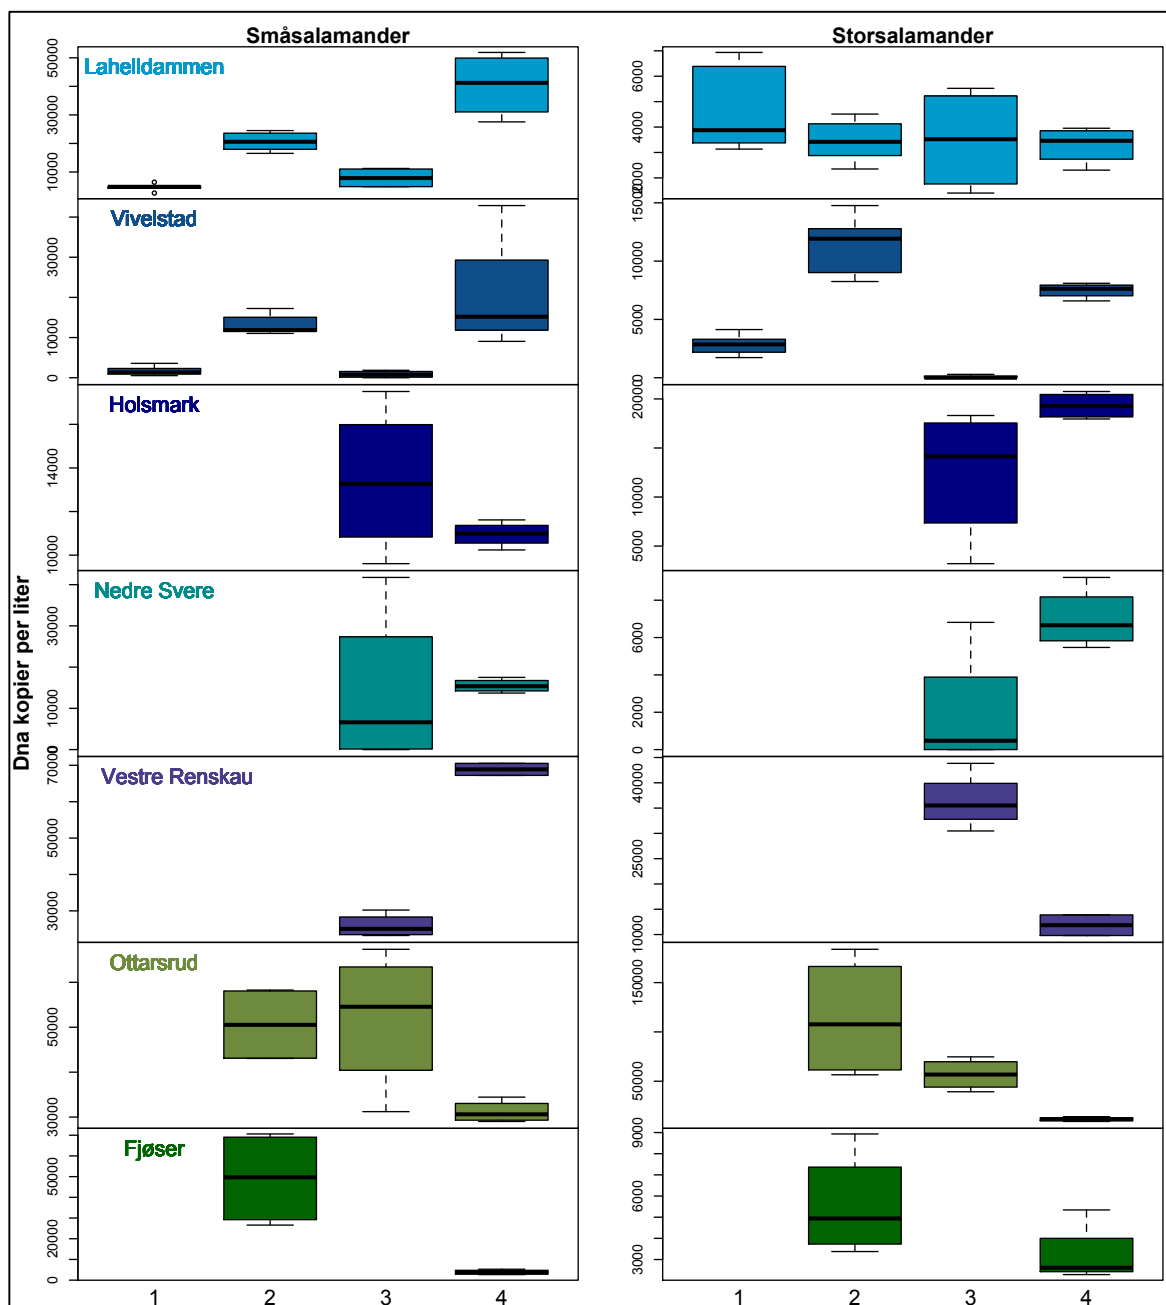 Småsalamander
Storsalamander
Dna kopier per liter
Lahelldammen
10000 30000 50000
2000 4000 6000
Vivelstad
0 10000 30000
5000 10000 15000
Holsmark
10000 14000
5000 10000 200000
Nedre Svere
10000 30000
0 2000 6000
Vestre Renskau
30000 50000 70000
10000 25000 40000
Ottarsrud
30000 50000
50000 150000
Fjøser
0 20000 50000
3000 6000 9000
1 2 3 4
1 2 3 4